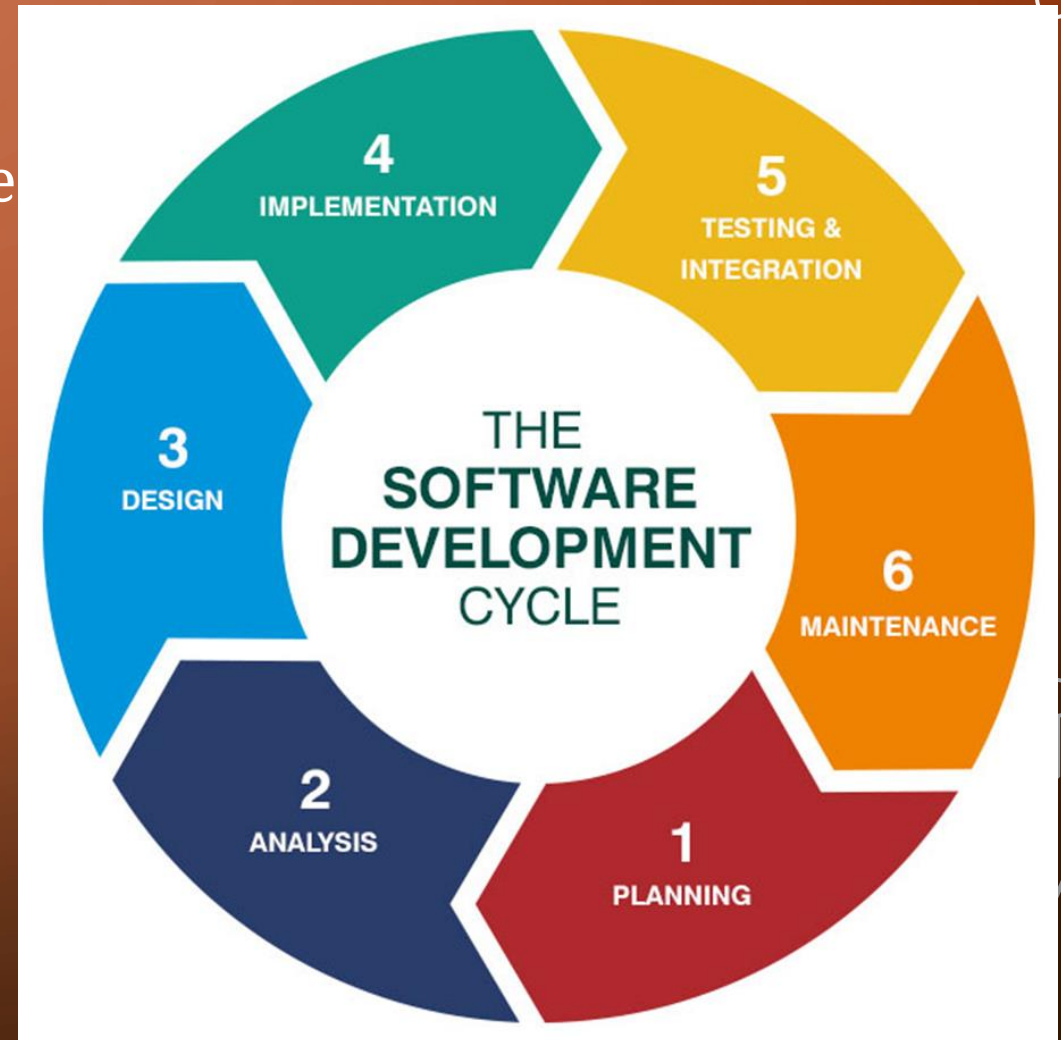 4
IMPLEMENTATION
5
TESTING &
INTEGRATION
3
DESIGN
THE
SOFTWARE
DEVELOPMENT
CYCLE
6
MAINTENANCE
2
ANALYSIS
1
PLANNING